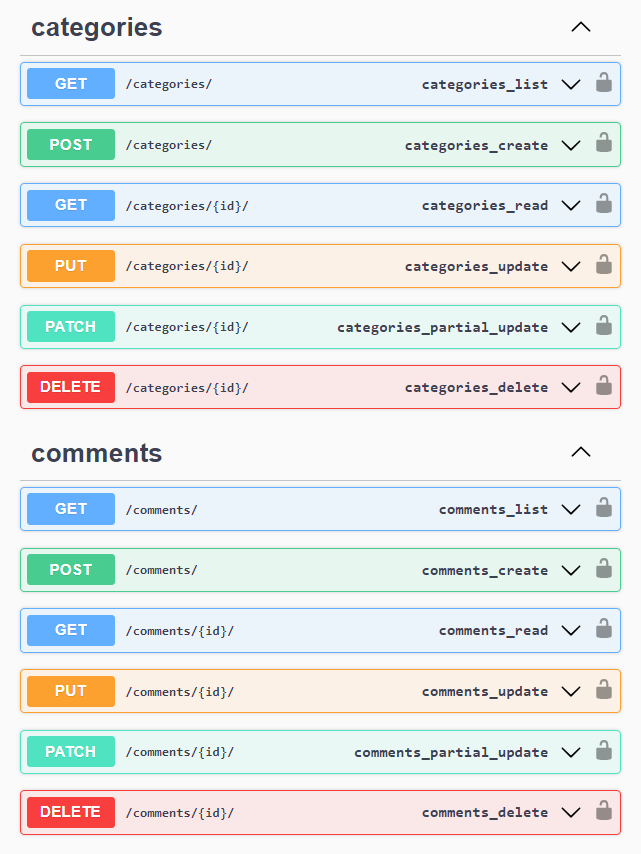 categories
GET /categories/ categories_list
POST /categories/ categories_create
GET /categories/{id}/ categories_read
PUT /categories/{id}/ categories_update
PATCH /categories/{id}/ categories_partial_update
DELETE /categories/{id}/ categories_delete
comments
GET /comments/ comments_list
POST /comments/ comments_create
GET /comments/{id}/ comments_read
PUT /comments/{id}/ comments_update
PATCH /comments/{id}/ comments_partial_update
DELETE /comments/{id}/ comments_delete